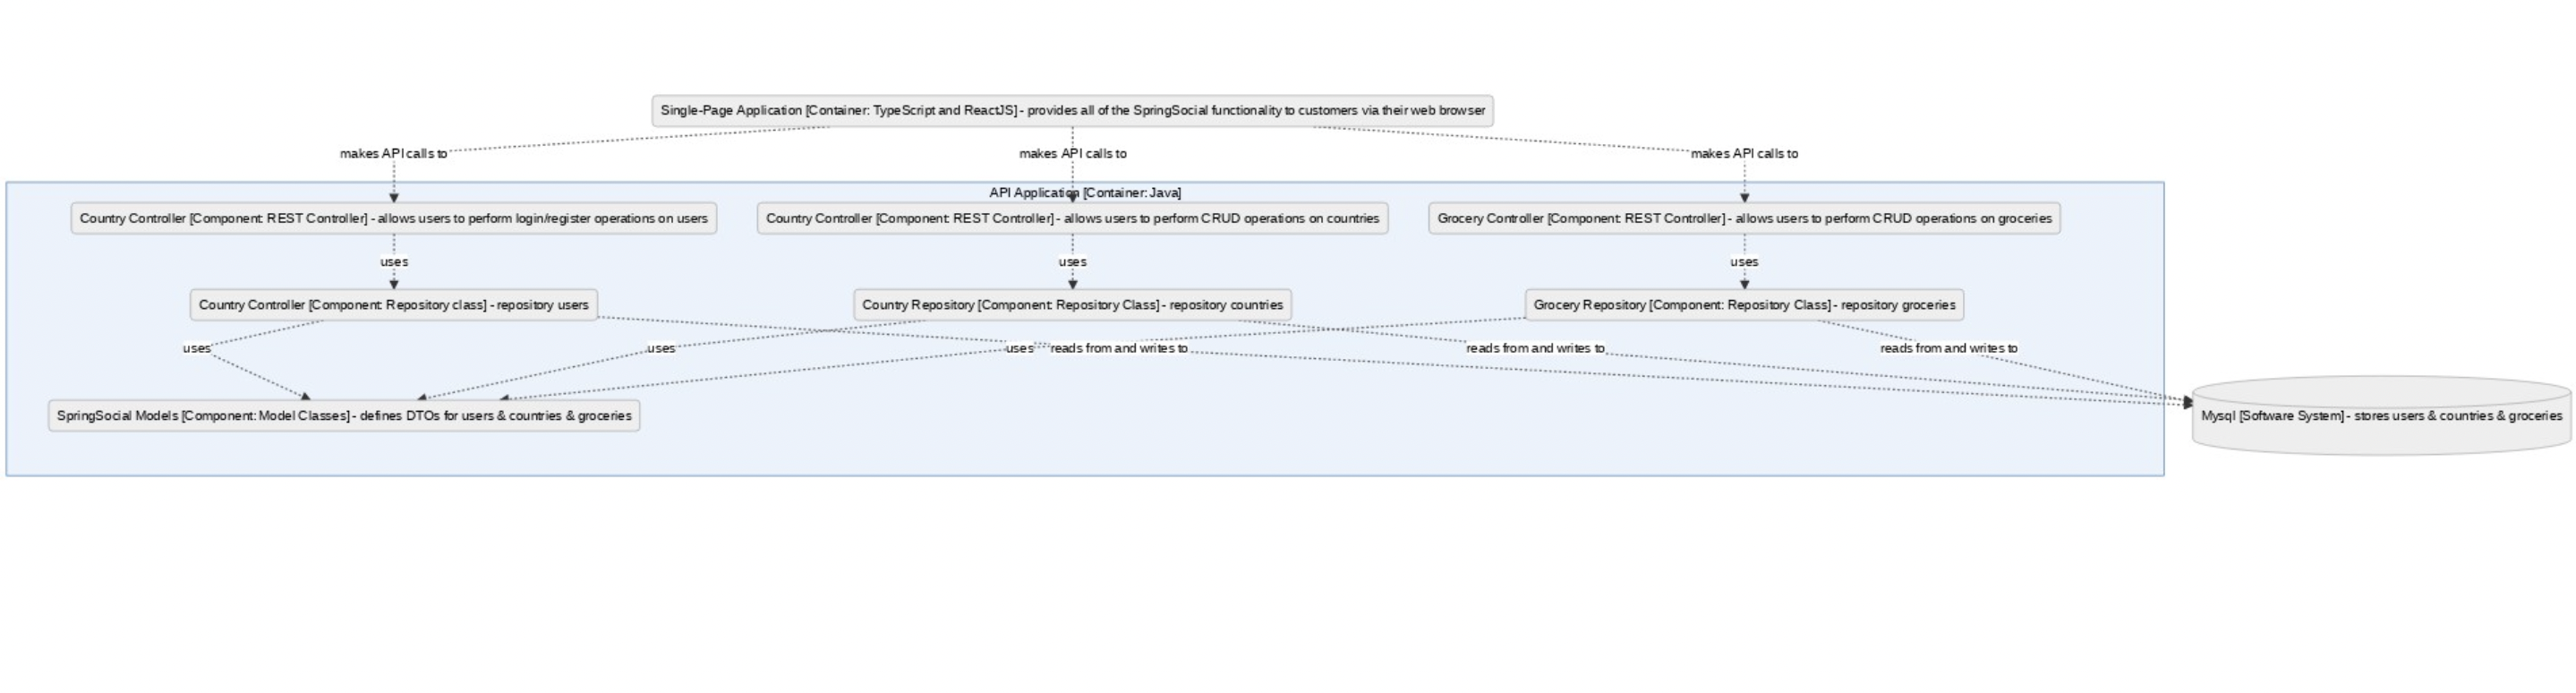 Single-Page Application [Container: TypeScript and ReactJS] - provides all of the SpringSocial functionality to customers via their web browser
makes API calls to
makes API calls to
makes API calls to
API Application [Container: Java]
Country Controller [Component: REST Controller] - allows users to perform login/register operations on users
Country Controller [Component: REST Controller] - allows users to perform CRUD operations on countries
Grocery Controller [Component: REST Controller] - allows users to perform CRUD operations on groceries
uses
uses
uses
Country Controller [Component: Repository class] - repository users
Country Repository [Component: Repository Class] - repository countries
Grocery Repository [Component: Repository Class] - repository groceries
uses
uses
uses
reads from and writes to
reads from and writes to
reads from and writes to
SpringSocial Models [Component: Model Classes] - defines DTOs for users & countries & groceries
Mysql [Software System] - stores users & countries & groceries